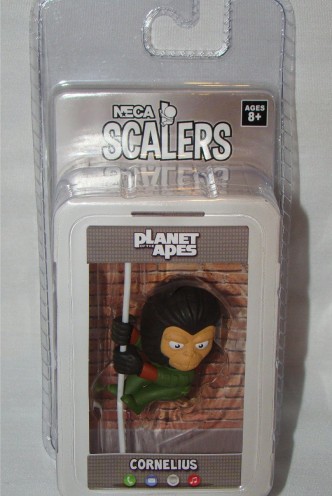 NECA
SCALERS
AGES
8+
PLANET
OF THE
APES
CORNELIUS